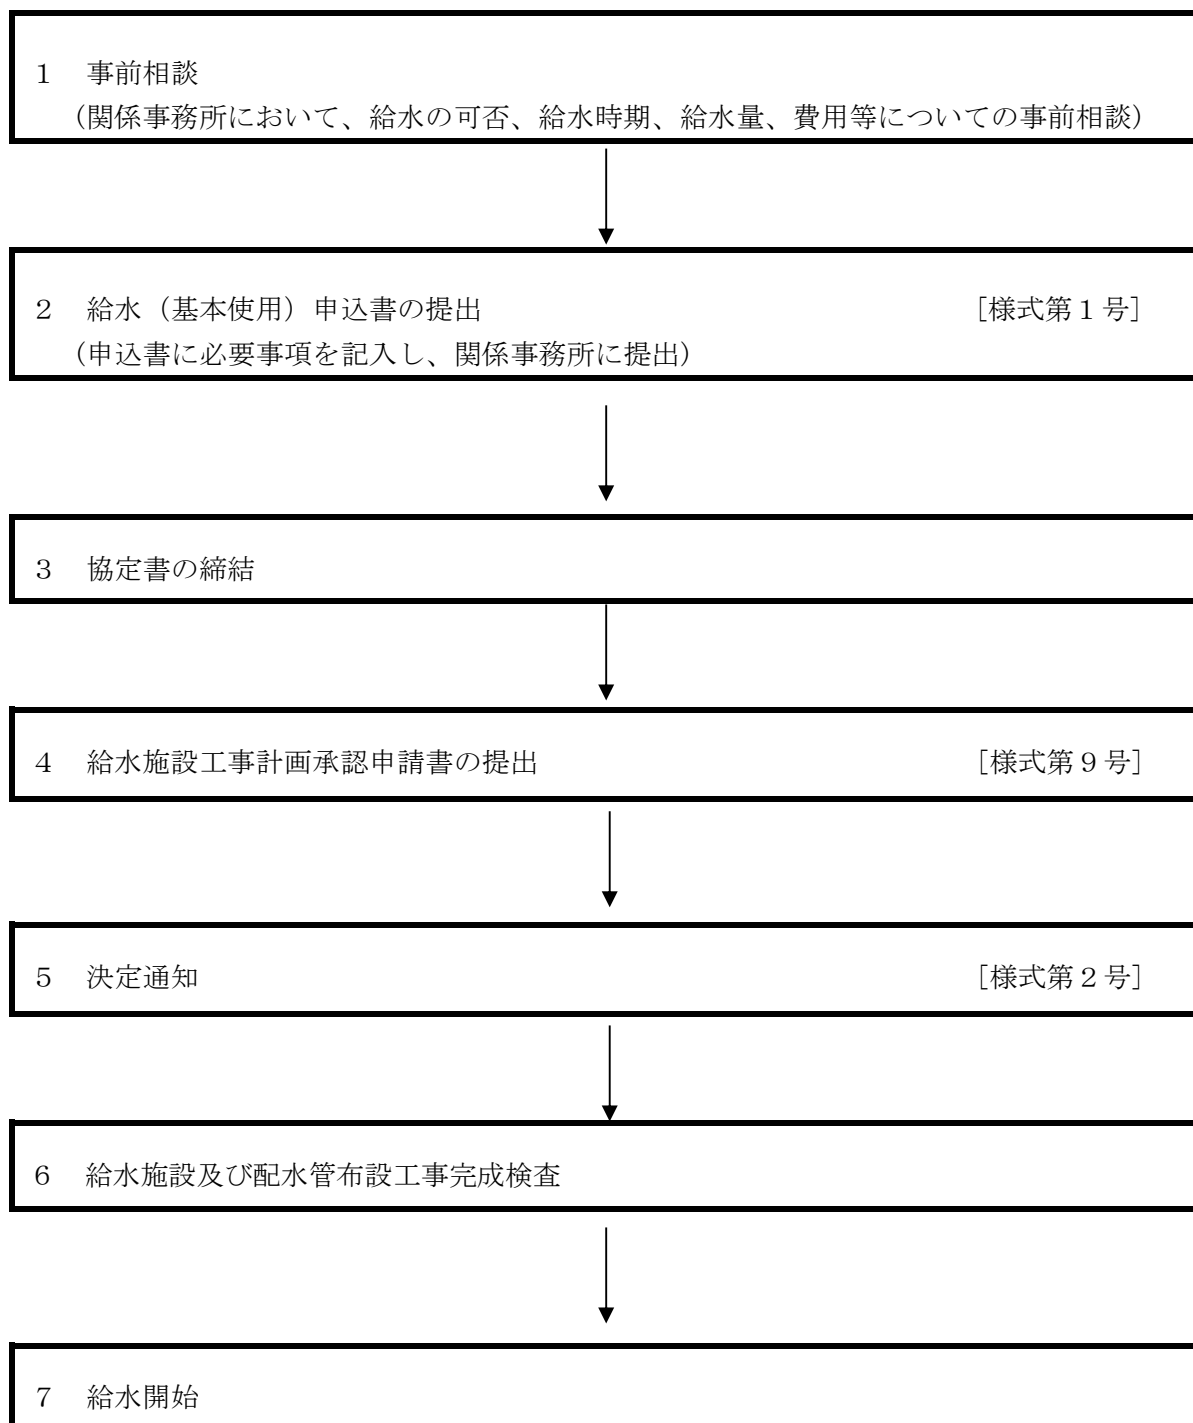 １　事前相談
（関係事務所において、給水の可否、給水時期、給水量、費用等についての事前相談）
２　給水（基本使用）申込書の提出　［様式第１号］
（申込書に必要事項を記入し、関係事務所に提出）
３　協定書の締結
４　給水施設工事計画承認申請書の提出　［様式第９号］
５　決定通知　［様式第２号］
６　給水施設及び配水管布設工事完成検査
７　給水開始